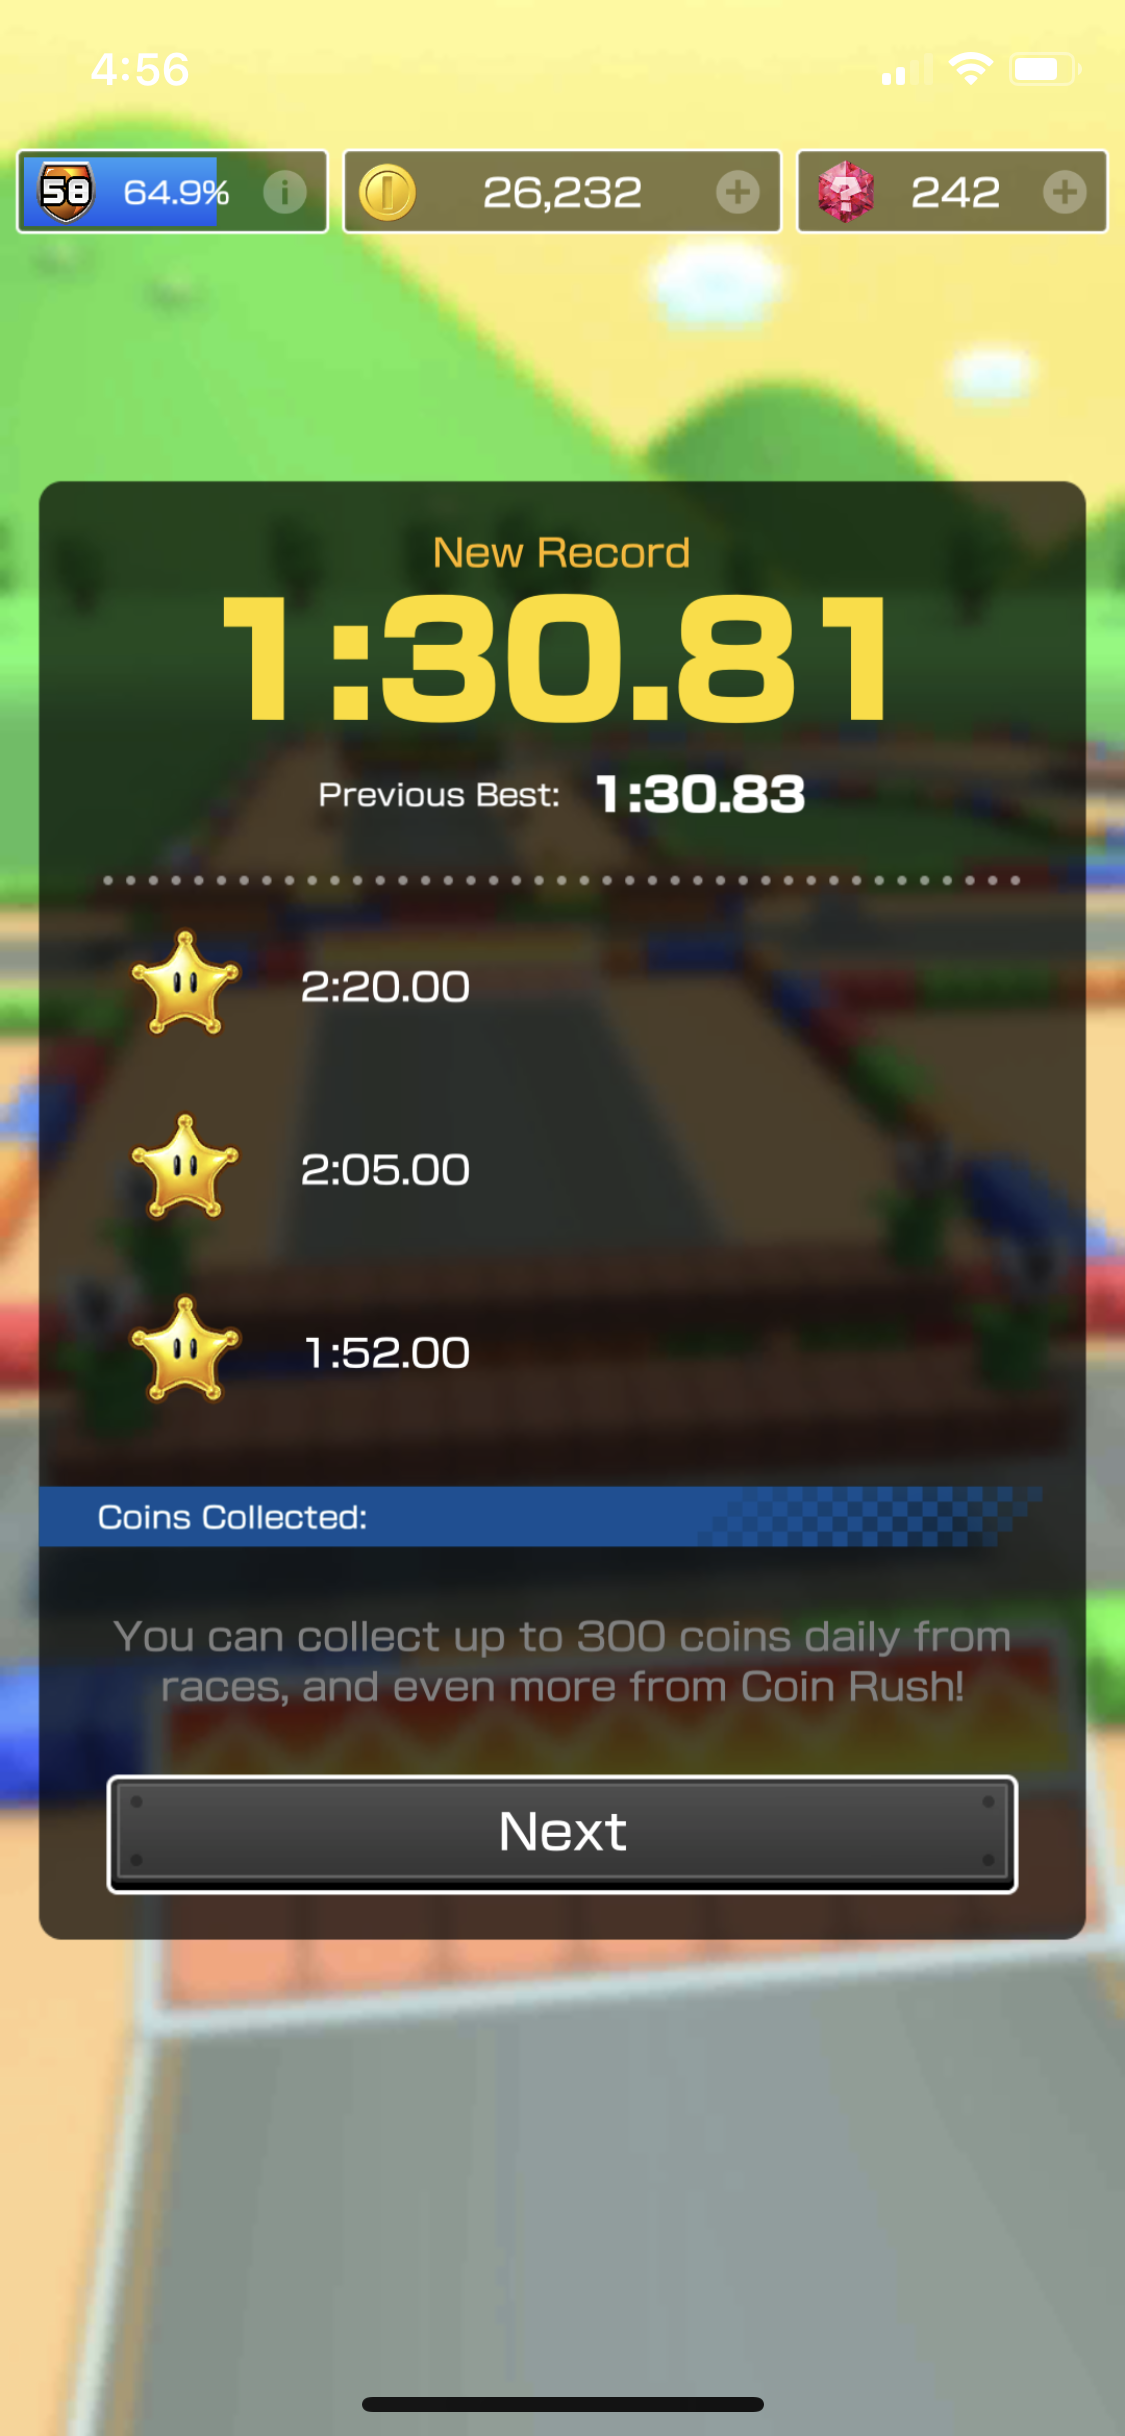 4:56
58 64.9% i 26,232 + ? 242 +
New Record
1:30.81
Previous Best: 1:30.83
2:20.00
2:05.00
1:52.00
Coins Collected:
You can collect up to 300 coins daily from
races, and even more from Coin Rush!
Next